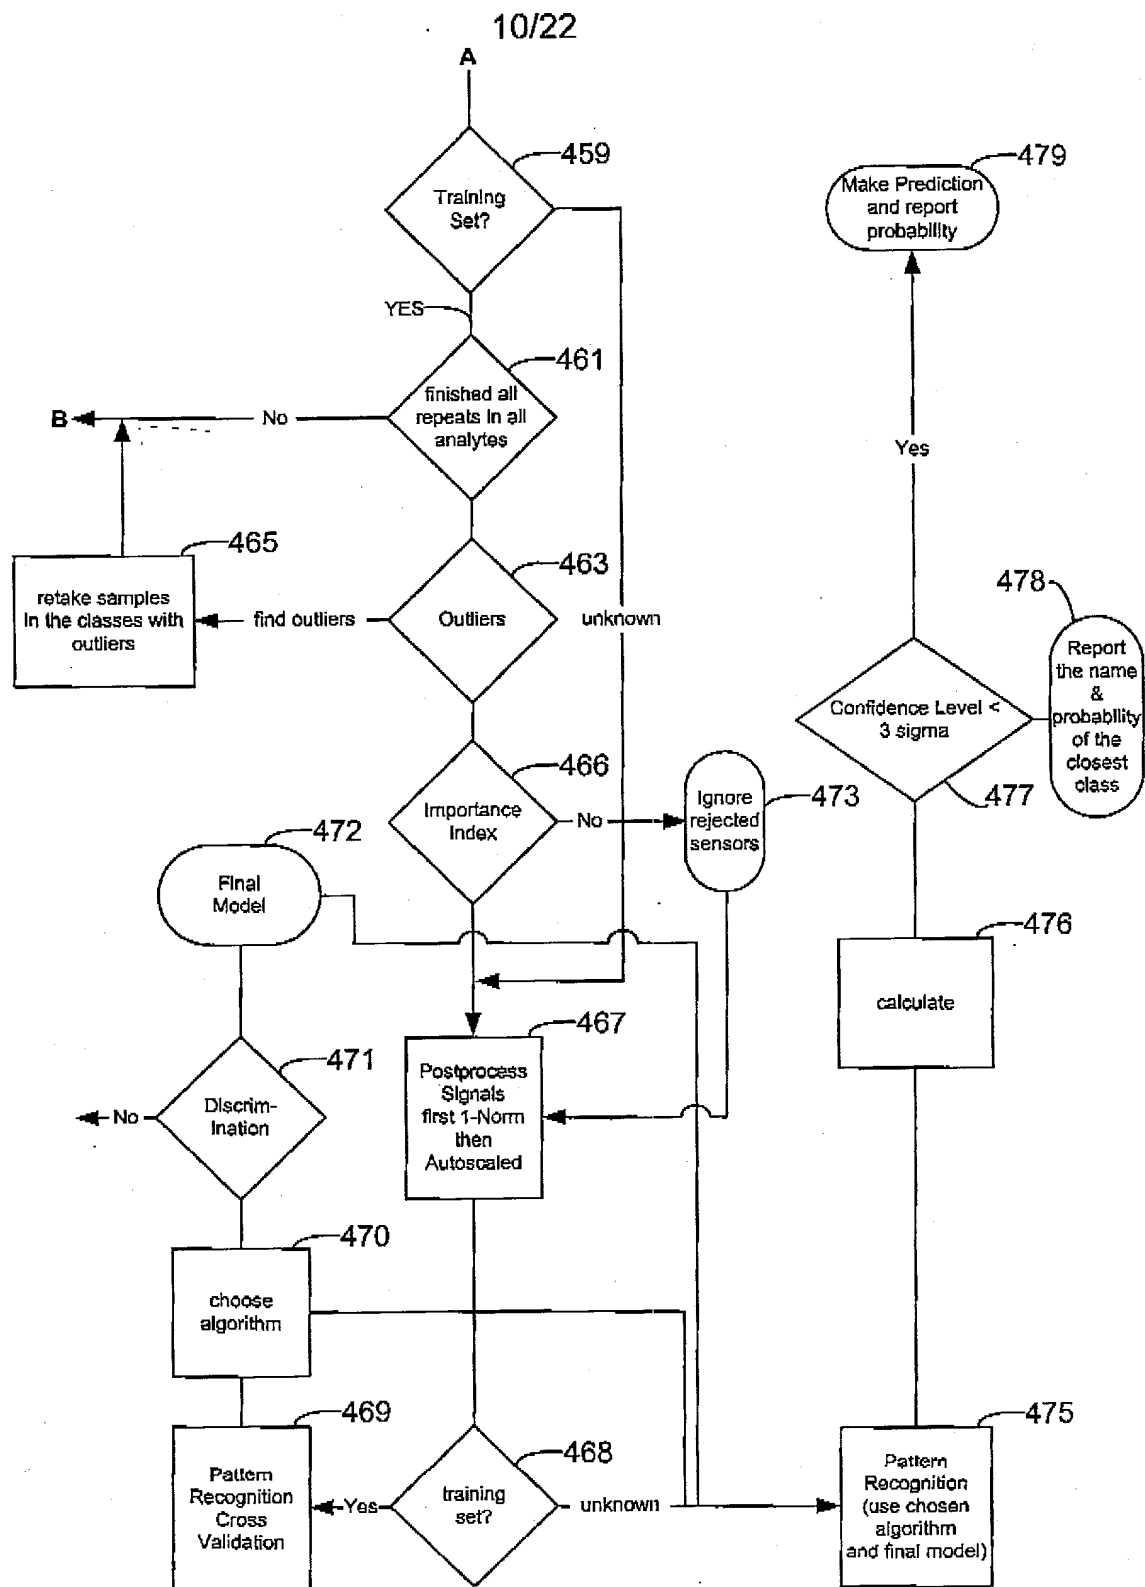 10/22
A
459
Training
Set?
479
Make Prediction
and report
probability
YES
461
finished all
repeats in all
analytes
B
No
Yes
465
retake samples
In the classes with
outliers
find outliers
463
Outliers
unknown
478
Report
the name
&
probability
of the
closest
class
Confidence Level <
3 sigma
477
466
Importance
Index
No
Ignore
rejected
sensors
473
472
Final
Model
476
calculate
467
Postprocess
Signals
first 1-Norm
then
Autoscaled
471
Discrim-
ination
No
470
choose
algorithm
469
Pattern
Recognition
Cross
Validation
Yes
468
training
set?
unknown
475
Pattern
Recognition
(use chosen
algorithm
and final model)